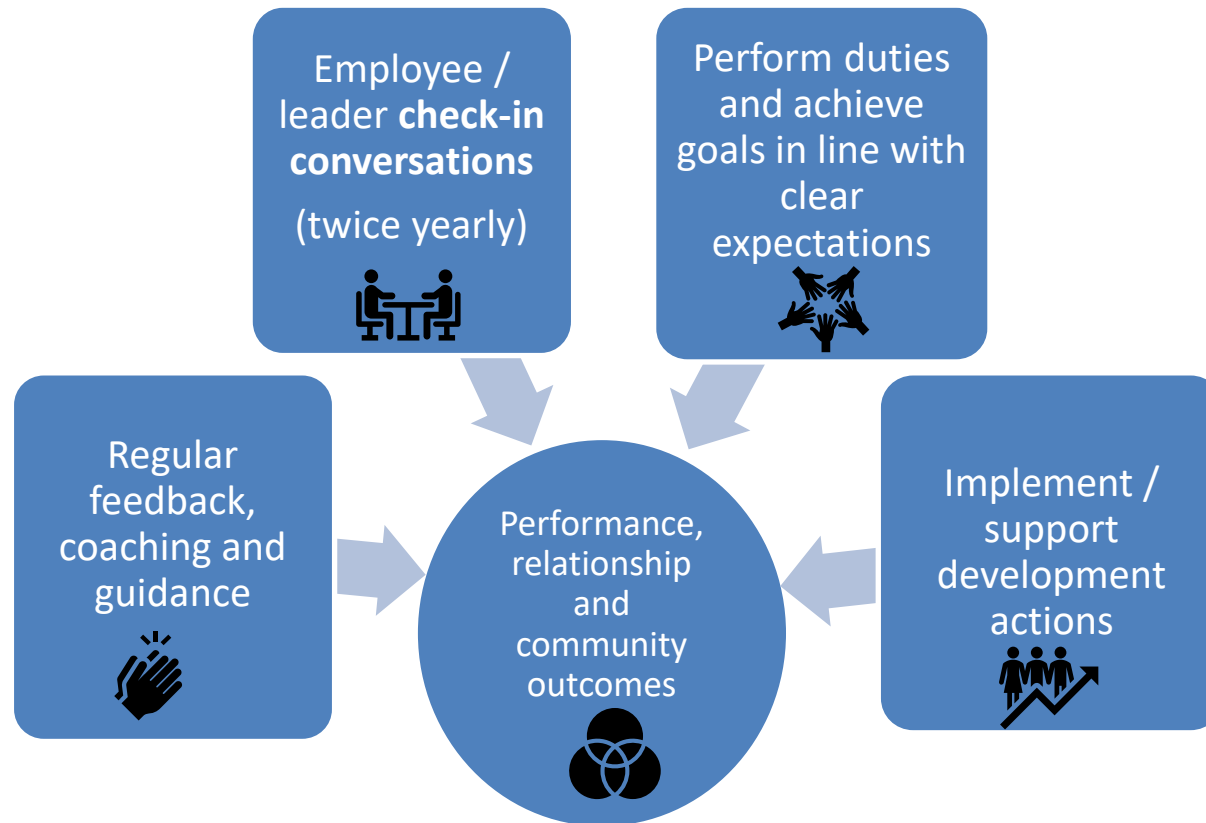 Employee /
leader check-in
conversations
(twice yearly)
Perform duties
and achieve
goals in line with
clear
expectations
Regular
feedback,
coaching and
guidance
Implement /
support
development
actions
Performance,
relationship
and
community
outcomes